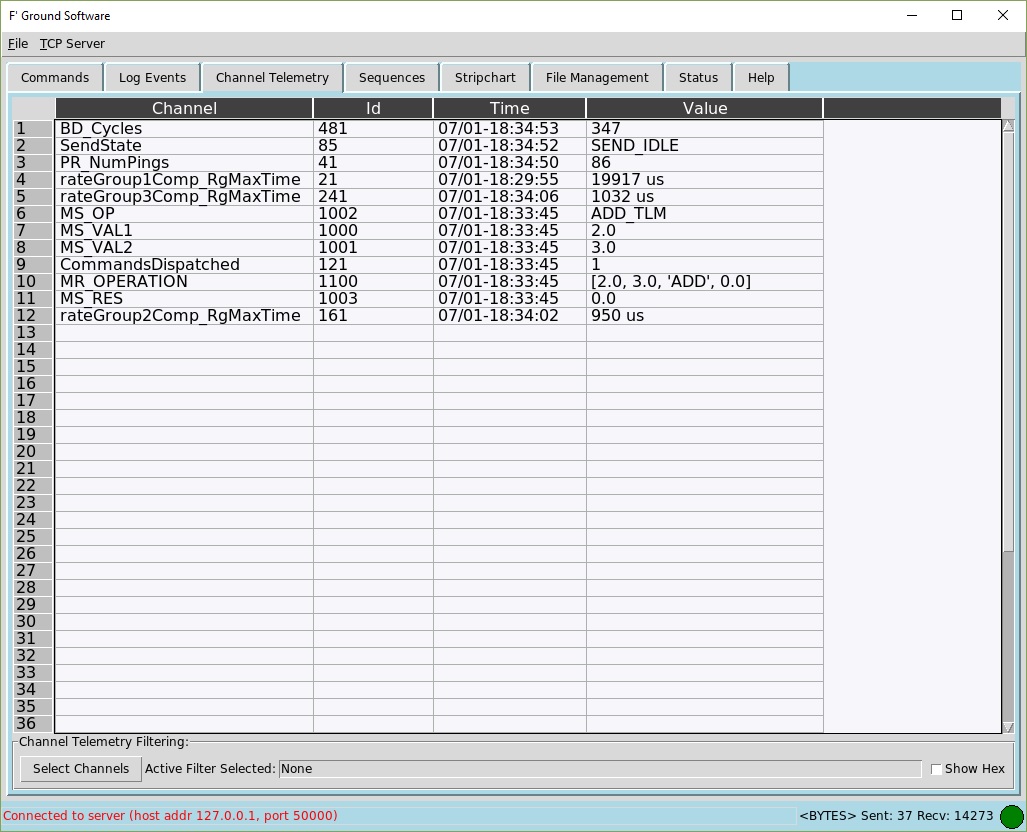 F' Ground Software
File TCP Server
Commands Log Events Channel Telemetry Sequences Stripchart File Management Status Help
Channel Id Time Value
1 BD_Cycles 481 07/01-18:34:53 347
2 SendState 85 07/01-18:34:52 SEND_IDLE
3 PR_NumPings 41 07/01-18:34:50 86
4 rateGroup1Comp_RgMaxTime 21 07/01-18:29:55 19917 us
5 rateGroup3Comp_RgMaxTime 241 07/01-18:34:06 1032 us
6 MS_OP 1002 07/01-18:33:45 ADD_TLM
7 MS_VAL1 1000 07/01-18:33:45 2.0
8 MS_VAL2 1001 07/01-18:33:45 3.0
9 CommandsDispatched 121 07/01-18:33:45 1
10 MR_OPERATION 1100 07/01-18:33:45 [2.0, 3.0, 'ADD', 0.0]
11 MS_RES 1003 07/01-18:33:45 0.0
12 rateGroup2Comp_RgMaxTime 161 07/01-18:34:02 950 us
13
14
15
16
17
18
19
20
21
22
23
24
25
26
27
28
29
30
31
32
33
34
35
36
Channel Telemetry Filtering:
Select Channels Active Filter Selected: None Show Hex
Connected to server (host addr 127.0.0.1, port 50000) <BYTES> Sent: 37 Recv: 14273